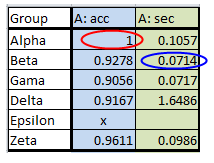 Group A: acc A: sec
Alpha 1 0.1057
Beta 0.9278 0.0714
Gama 0.9056 0.0717
Delta 0.9167 1.6486
Epsilon x
Zeta 0.9611 0.0986